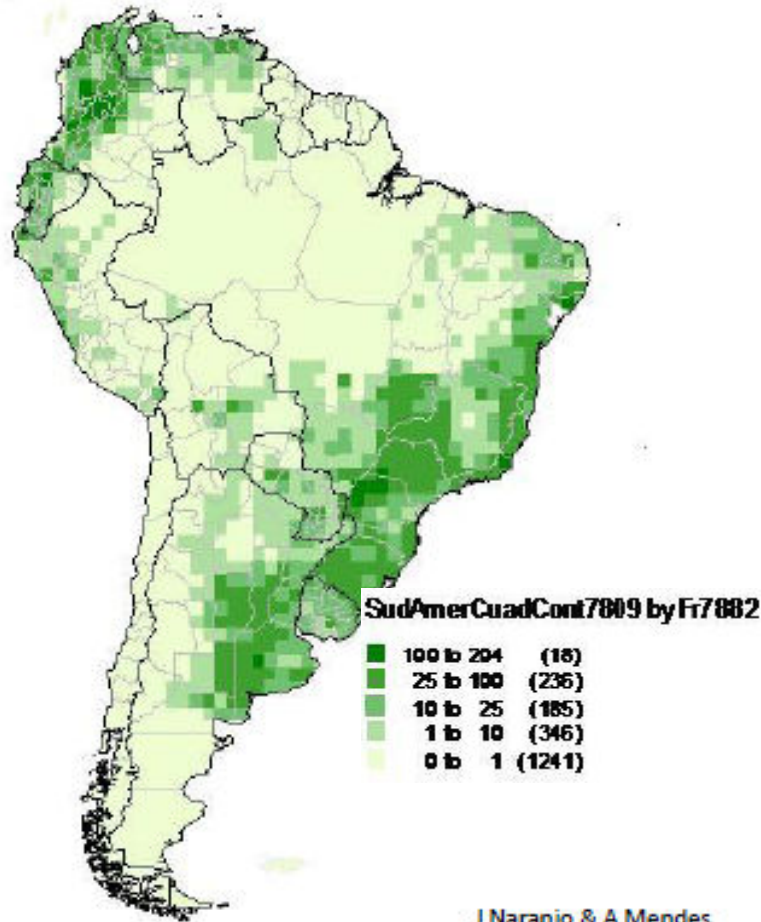 SudAmerCuadCont7809 by Fr7882
100 to 204 (18)
25 to 100 (236)
10 to 25 (185)
1 to 10 (346)
0 to 1 (1241)
J Naranjo & A Mendes